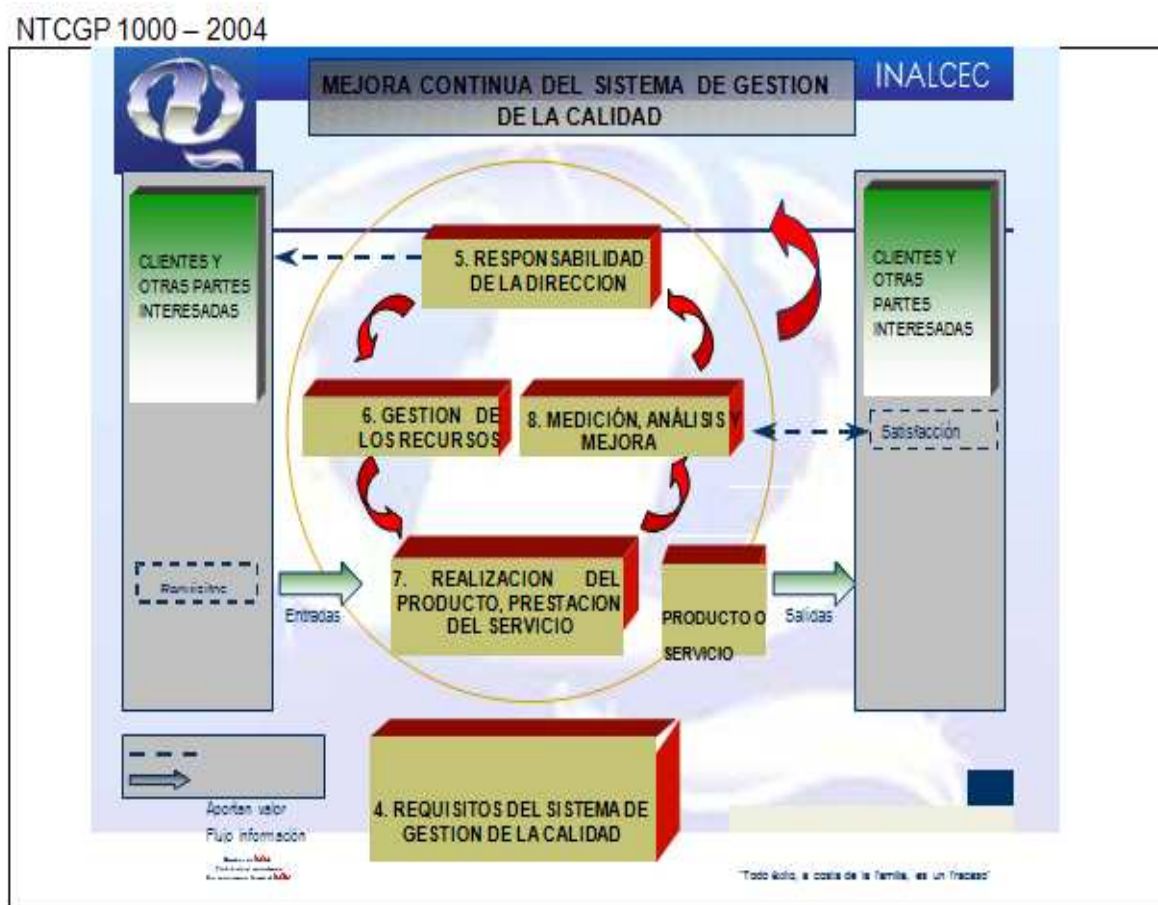 NTCGP 1000 – 2004
MEJORA CONTINUA DEL SISTEMA DE GESTION
DE LA CALIDAD
INALCEC
CLIENTES Y
OTRAS PARTES
INTERESADAS
5. RESPONSABILIDAD
DE LA DIRECCION
CLIENTES Y
OTRAS
PARTES
INTERESADAS
6. GESTION DE
LOS RECURSOS
8. MEDICIÓN, ANÁLISIS Y
MEJORA
Satisfacción
Requisitos
Entradas
7. REALIZACION DEL
PRODUCTO, PRESTACION
DEL SERVICIO
PRODUCTO O
SERVICIO
Salidas
Aportan valor
Flujo información
4. REQUISITOS DEL SISTEMA DE
GESTION DE LA CALIDAD
"Todo éxito, a costa de la familia, es un fracaso"